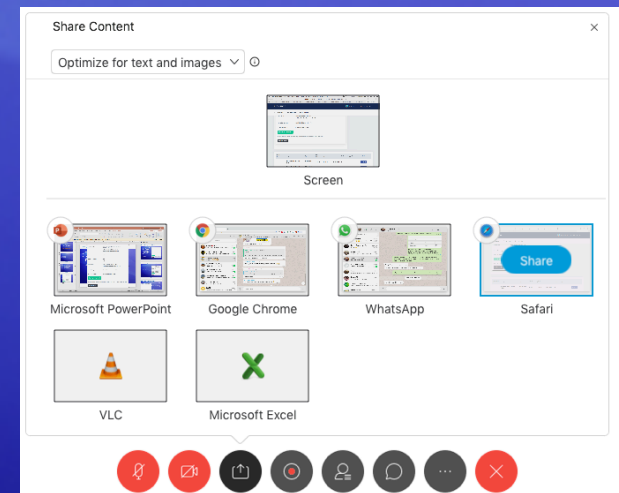 Share Content
Optimize for text and images
Screen
Share
Microsoft PowerPoint
Google Chrome
WhatsApp
Safari
VLC
Microsoft Excel